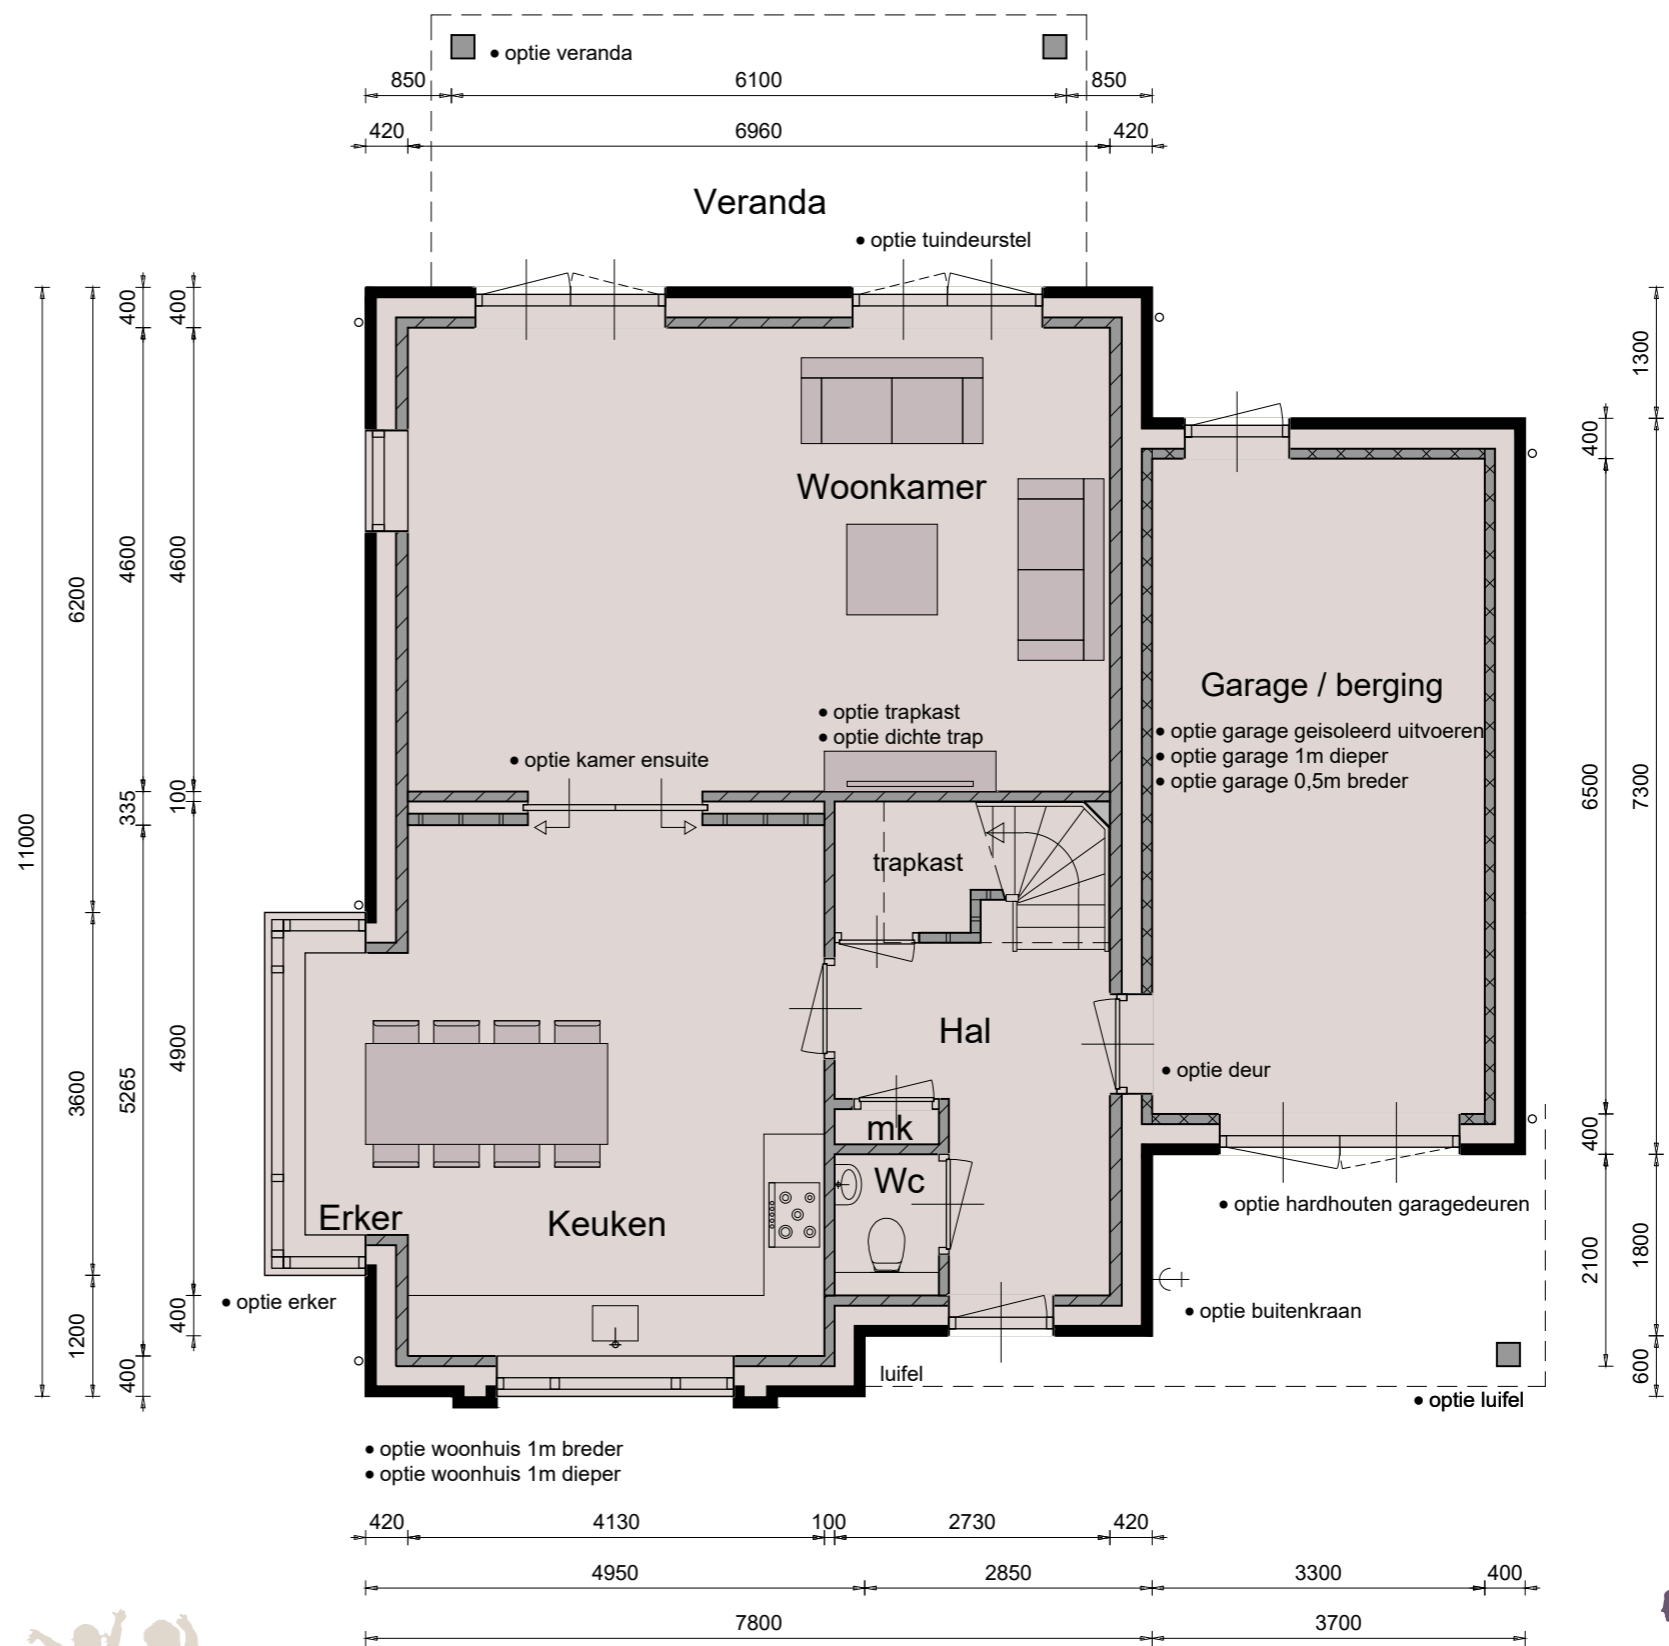 • optie veranda
850
6100
850
420
6960
420
Veranda
• optie tuindeurstel
400
400
1300
400
Woonkamer
4600
4600
6200
Garage / berging
• optie trapkast
• optie dichte trap
• optie garage geisoleerd uitvoeren
• optie garage 1m dieper
• optie garage 0,5m breder
• optie kamer ensuite
6500
7300
335
100
11000
trapkast
Hal
4900
5265
3600
• optie deur
mk
400
Wc
Erker
Keuken
• optie hardhouten garagedeuren
2100
1800
• optie erker
400
1200
• optie buitenkraan
400
600
luifel
• optie luifel
• optie woonhuis 1m breder
• optie woonhuis 1m dieper
420
4130
100
2730
420
4950
2850
3300
400
7800
3700